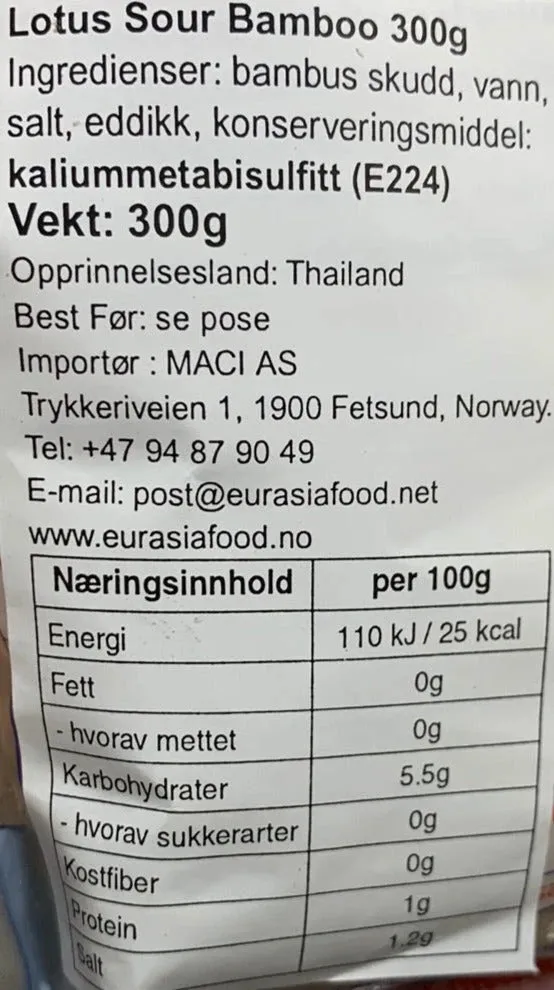 Lotus Sour Bamboo 300g
Ingredienser: bambus skudd, vann,
salt, eddikk, konserveringsmiddel:
kaliummetabisulfitt (E224)
Vekt: 300g
Opprinnelsesland: Thailand
Best Før: se pose
Importør : MACI AS
Trykkeriveien 1, 1900 Fetsund, Norway.
Tel: +47 94 87 90 49
E-mail: post@eurasiafood.net
www.eurasiafood.no
Næringsinnhold per 100g
Energi 110 kJ / 25 kcal
Fett 0g
- hvorav mettet 0g
Karbohydrater 5.5g
- hvorav sukkerarter 0g
Kostfiber 0g
Protein 1g
Salt 1.2g